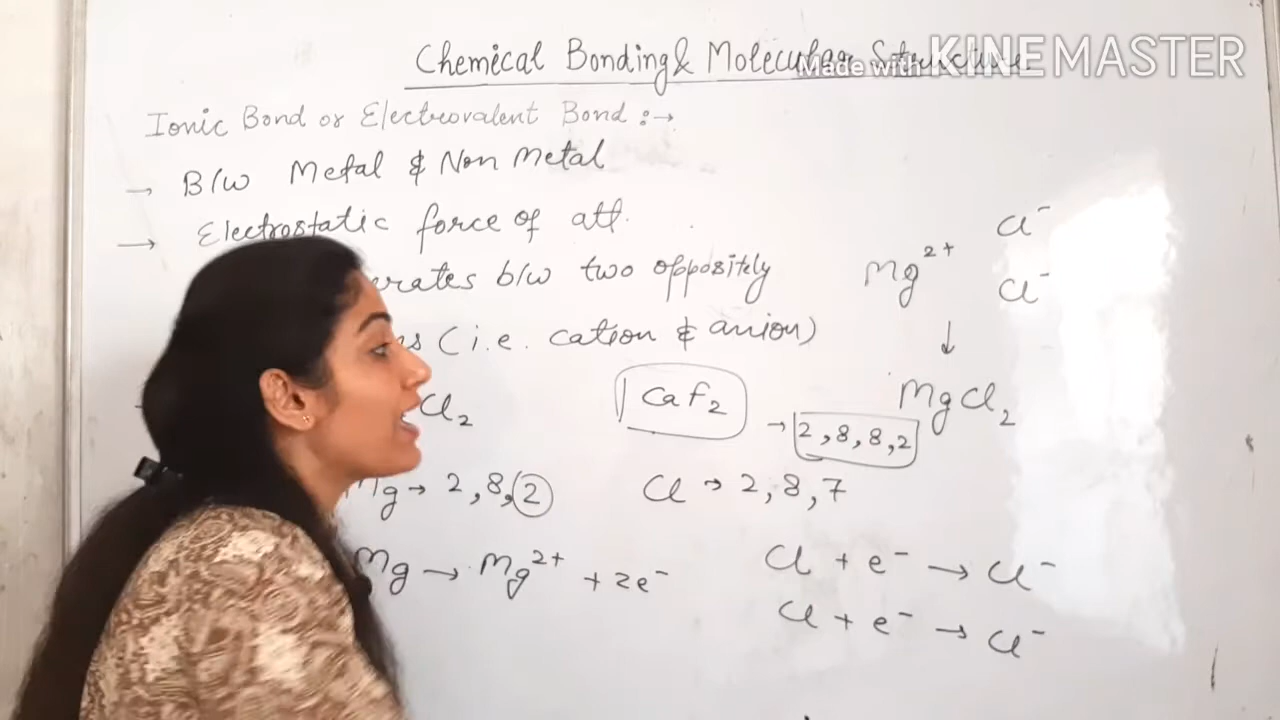 Chemical Bonding & Molecular Structure
Made with KINEMASTER
Ionic Bond or Electrovalent Bond :→
→ B/w Metal & Non Metal
→ Electrostatic force of att.
b/w two oppositely
(i.e. cation & anion)
Cl₂
CaF₂
→ 2,8,8,2
Mg → 2,8,2
Cl → 2,8,7
Mg → Mg²⁺ + 2e⁻
Cl + e⁻ → Cl⁻
Cl + e⁻ → Cl⁻
Cl⁻
Mg²⁺
Cl⁻
↓
MgCl₂